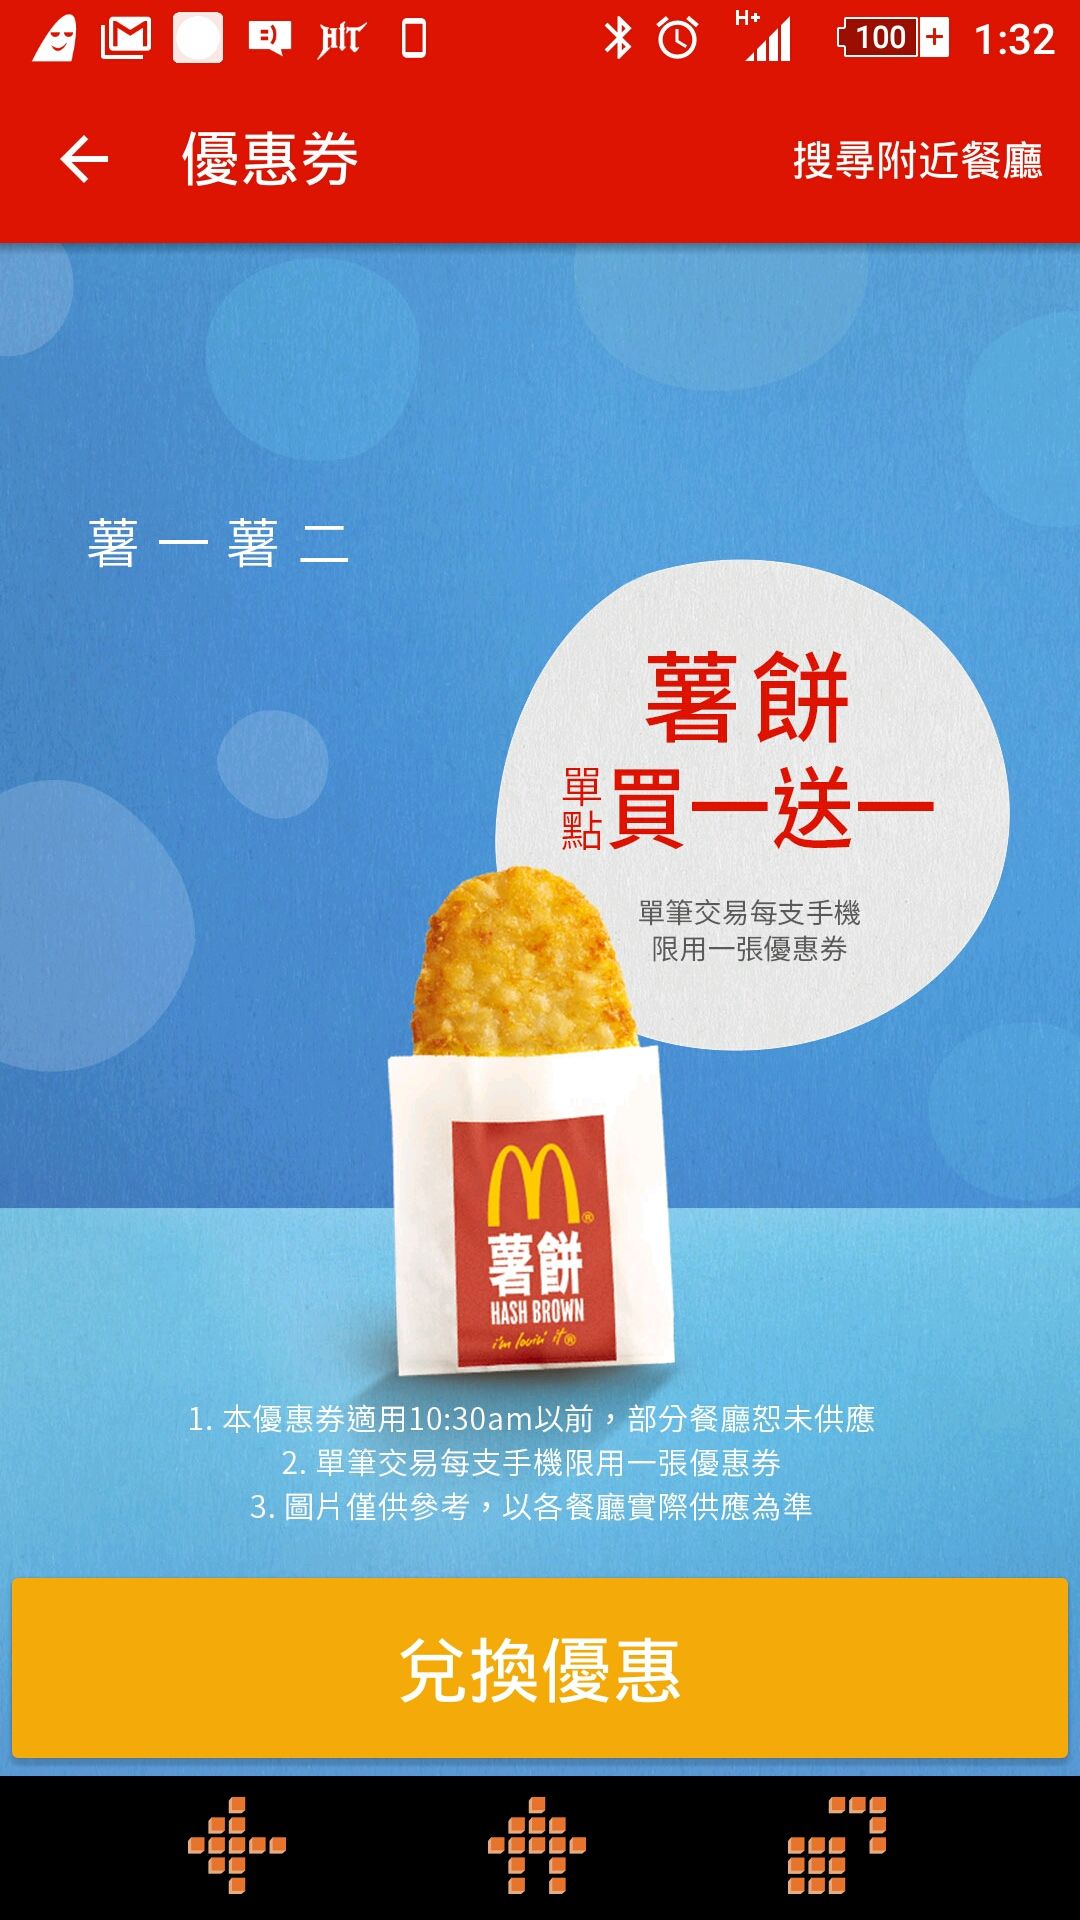 H+
100
1:32
優惠券
搜尋附近餐廳
薯一薯二
薯餅
單點
買一送一
單筆交易每支手機
限用一張優惠券
薯餅
HASH BROWN
i'm lovin' it®
1. 本優惠券適用10:30am以前，部分餐廳恕未供應
2. 單筆交易每支手機限用一張優惠券
3. 圖片僅供參考，以各餐廳實際供應為準
兌換優惠